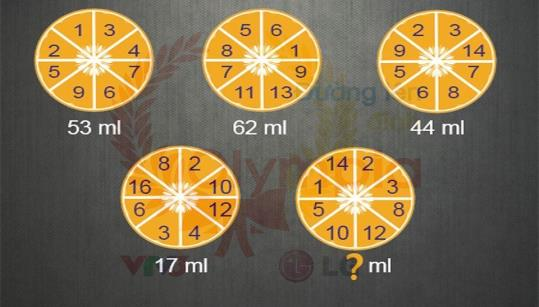 1 3 5 6 2 3
2 4 8 1 9 14
5 7 7 9 5 7
9 6 11 13 6 8
53 ml 62 ml 44 ml
8 2 14 2
16 10 1 3
6 12 5 8
3 4 10 12
17 ml ? ml
Olympia
LG